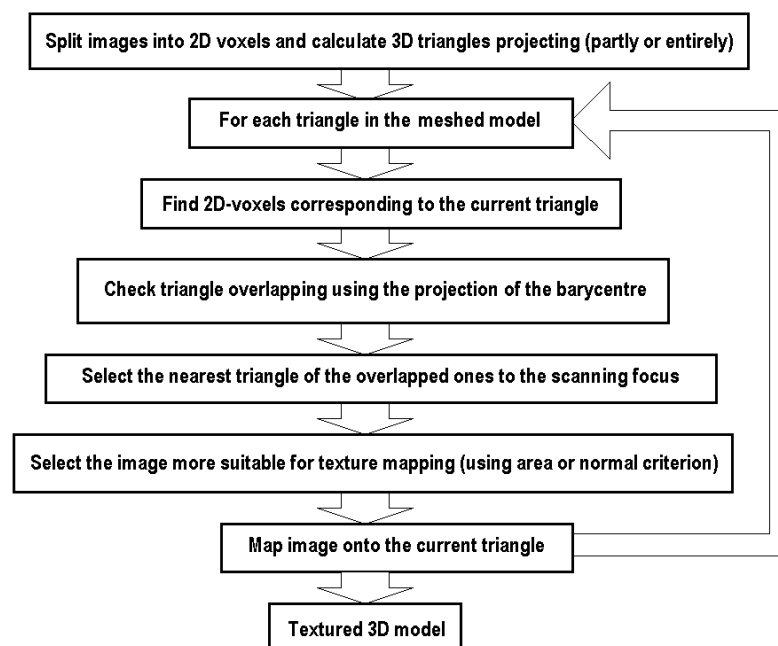 Split images into 2D voxels and calculate 3D triangles projecting (partly or entirely)
For each triangle in the meshed model
Find 2D-voxels corresponding to the current triangle
Check triangle overlapping using the projection of the barycentre
Select the nearest triangle of the overlapped ones to the scanning focus
Select the image more suitable for texture mapping (using area or normal criterion)
Map image onto the current triangle
Textured 3D model